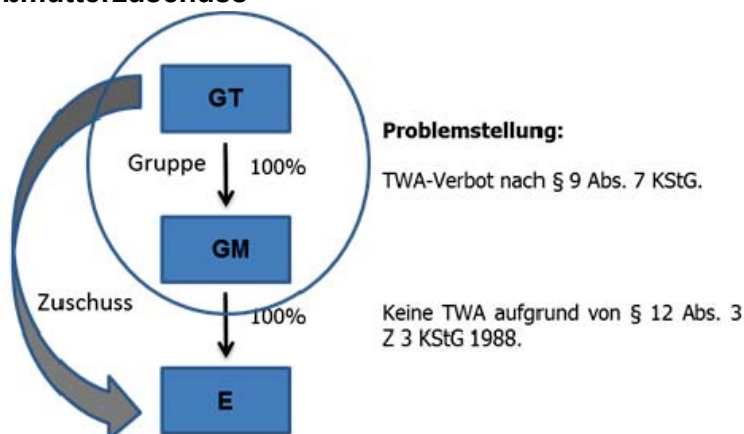 GT
Problemstellung:
Gruppe
100%
TWA-Verbot nach § 9 Abs. 7 KStG.
GM
Zuschuss
100%
Keine TWA aufgrund von § 12 Abs. 3
Z 3 KStG 1988.
E